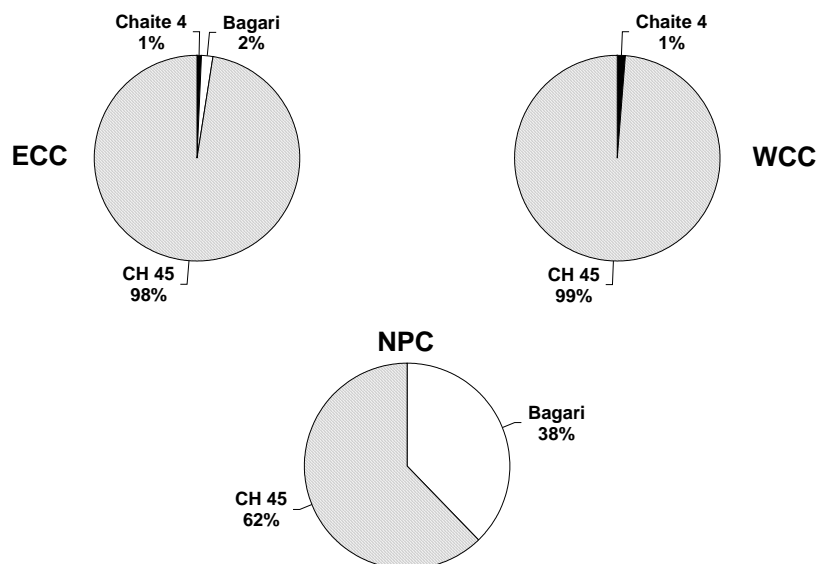 Chaite 4
1%
Bagari
2%
ECC
CH 45
98%
Chaite 4
1%
WCC
CH 45
99%
NPC
Bagari
38%
CH 45
62%